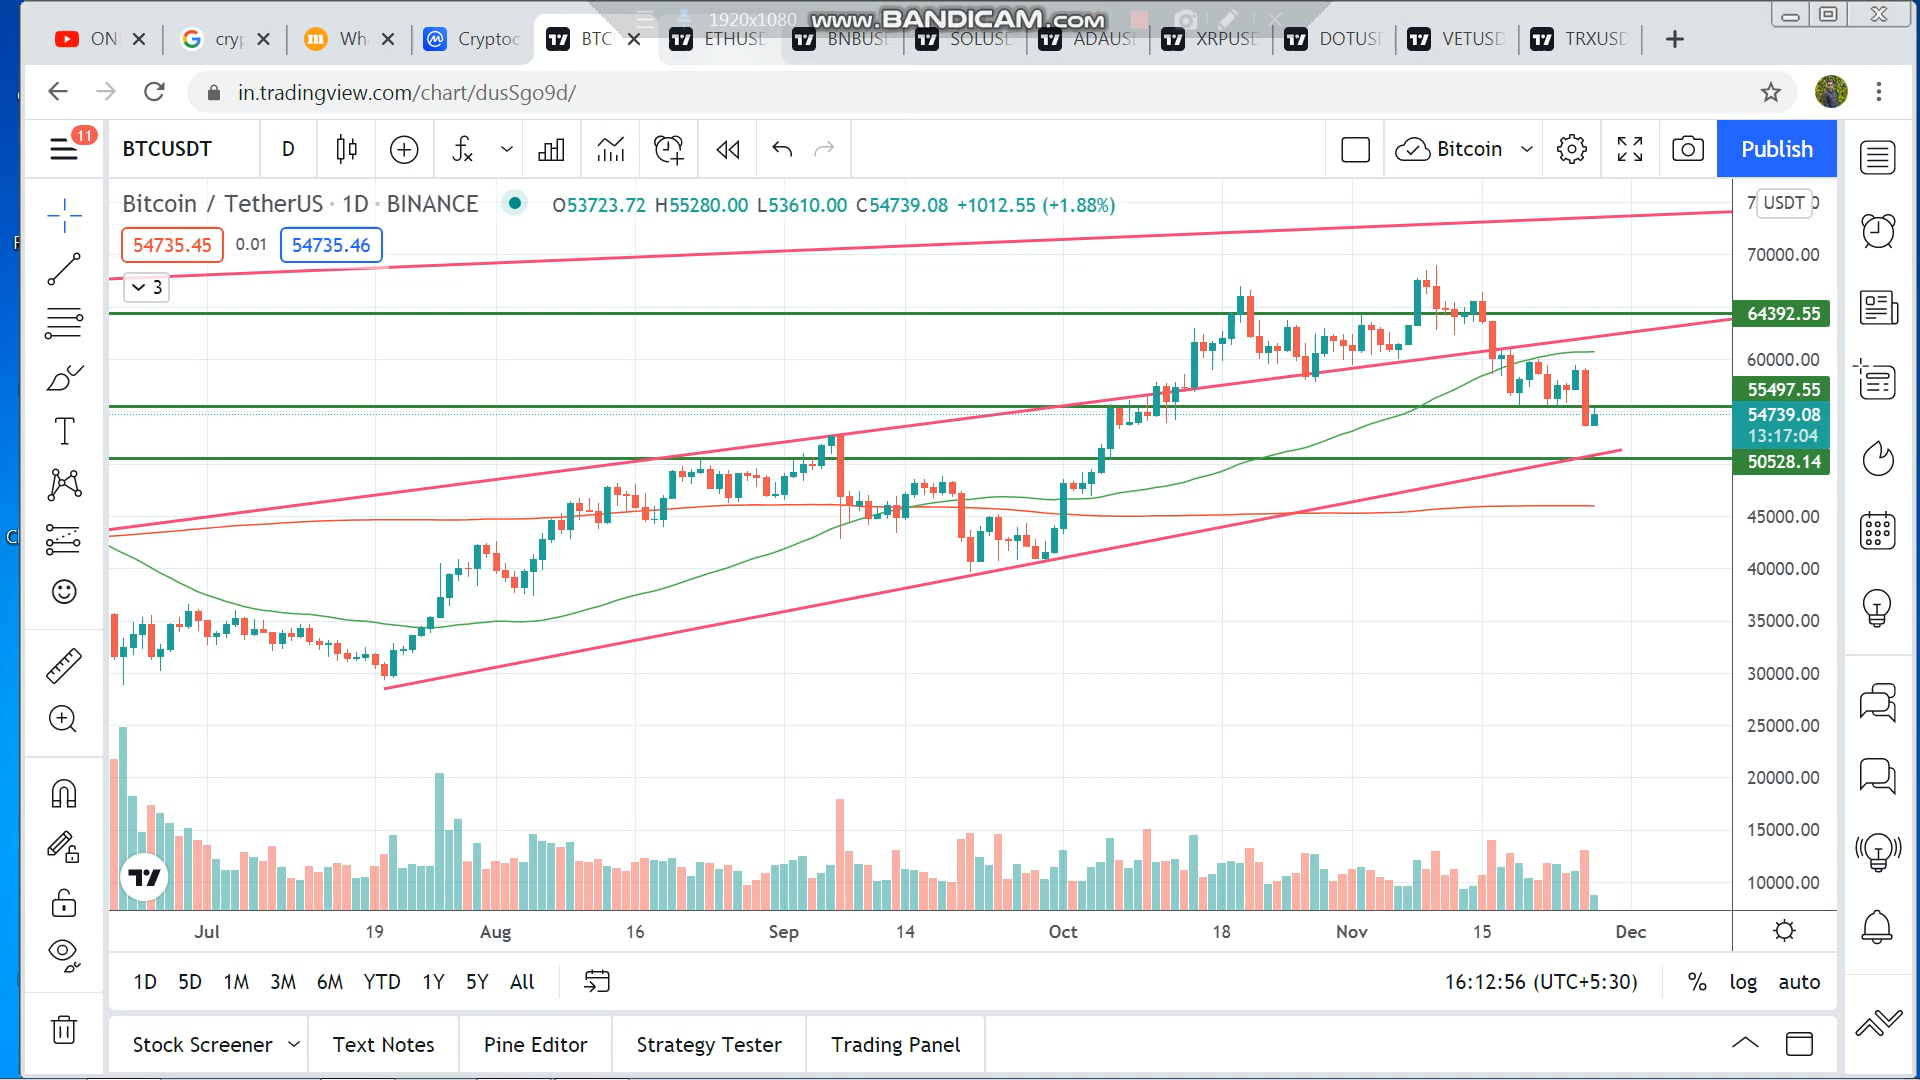 1920x1080 www.BANDICAM.com
ON cryp Wh Cryptoc BTC ETHUSD BNBUS SOLUS ADAUS XRPUSD DOTUS VETUSD TRXUSD
in.tradingview.com/chart/dusSgo9d/
11 BTCUSDT D Bitcoin Publish
Bitcoin / TetherUS · 1D · BINANCE O53723.72 H55280.00 L53610.00 C54739.08 +1012.55 (+1.88%)
USDT
54735.45 0.01 54735.46
70000.00
3
64392.55
60000.00
55497.55
54739.08
13:17:04
50528.14
45000.00
40000.00
35000.00
30000.00
25000.00
20000.00
15000.00
10000.00
Jul 19 Aug 16 Sep 14 Oct 18 Nov 15 Dec
1D 5D 1M 3M 6M YTD 1Y 5Y All 16:12:56 (UTC+5:30) % log auto
Stock Screener Text Notes Pine Editor Strategy Tester Trading Panel